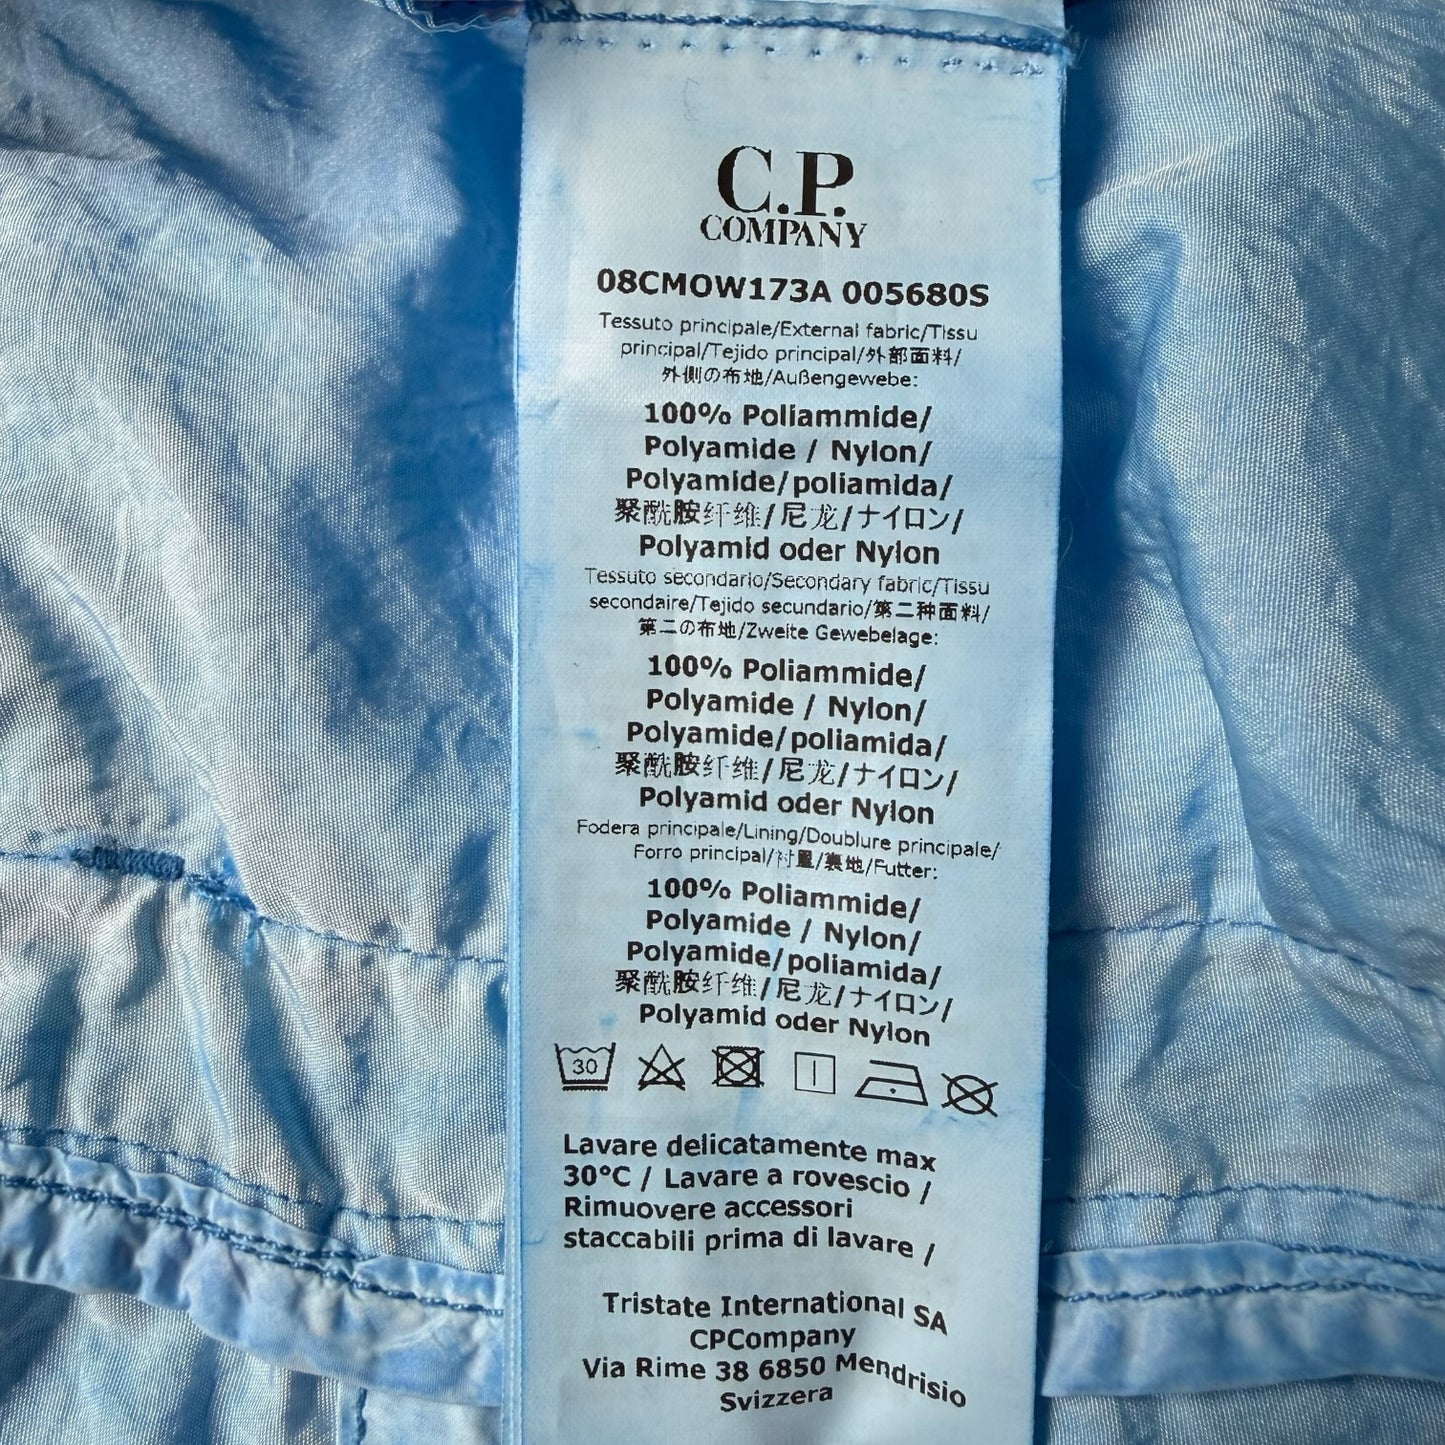 C.P.
COMPANY
08CMOW173A 005680S
Tessuto principale/External fabric/Tissu
principal/Tejido principal/外部面料/
外側の布地/Außengewebe:
100% Poliammide/
Polyamide / Nylon/
Polyamide/poliamida/
聚酰胺纤维/尼龙/ナイロン/
Polyamid oder Nylon
Tessuto secondario/Secondary fabric/Tissu
secondaire/Tejido secundario/第二种面料/
第二の布地/Zweite Gewebelage:
100% Poliammide/
Polyamide / Nylon/
Polyamide/poliamida/
聚酰胺纤维/尼龙/ナイロン/
Polyamid oder Nylon
Fodera principale/Lining/Doublure principale/
Forro principal/裏地/Futter:
100% Poliammide/
Polyamide / Nylon/
Polyamide/poliamida/
聚酰胺纤维/尼龙/ナイロン/
Polyamid oder Nylon
30
Lavare delicatamente max
30°C / Lavare a rovescio /
Rimuovere accessori
staccabili prima di lavare /
Tristate International SA
CPCompany
Via Rime 38 6850 Mendrisio
Svizzera